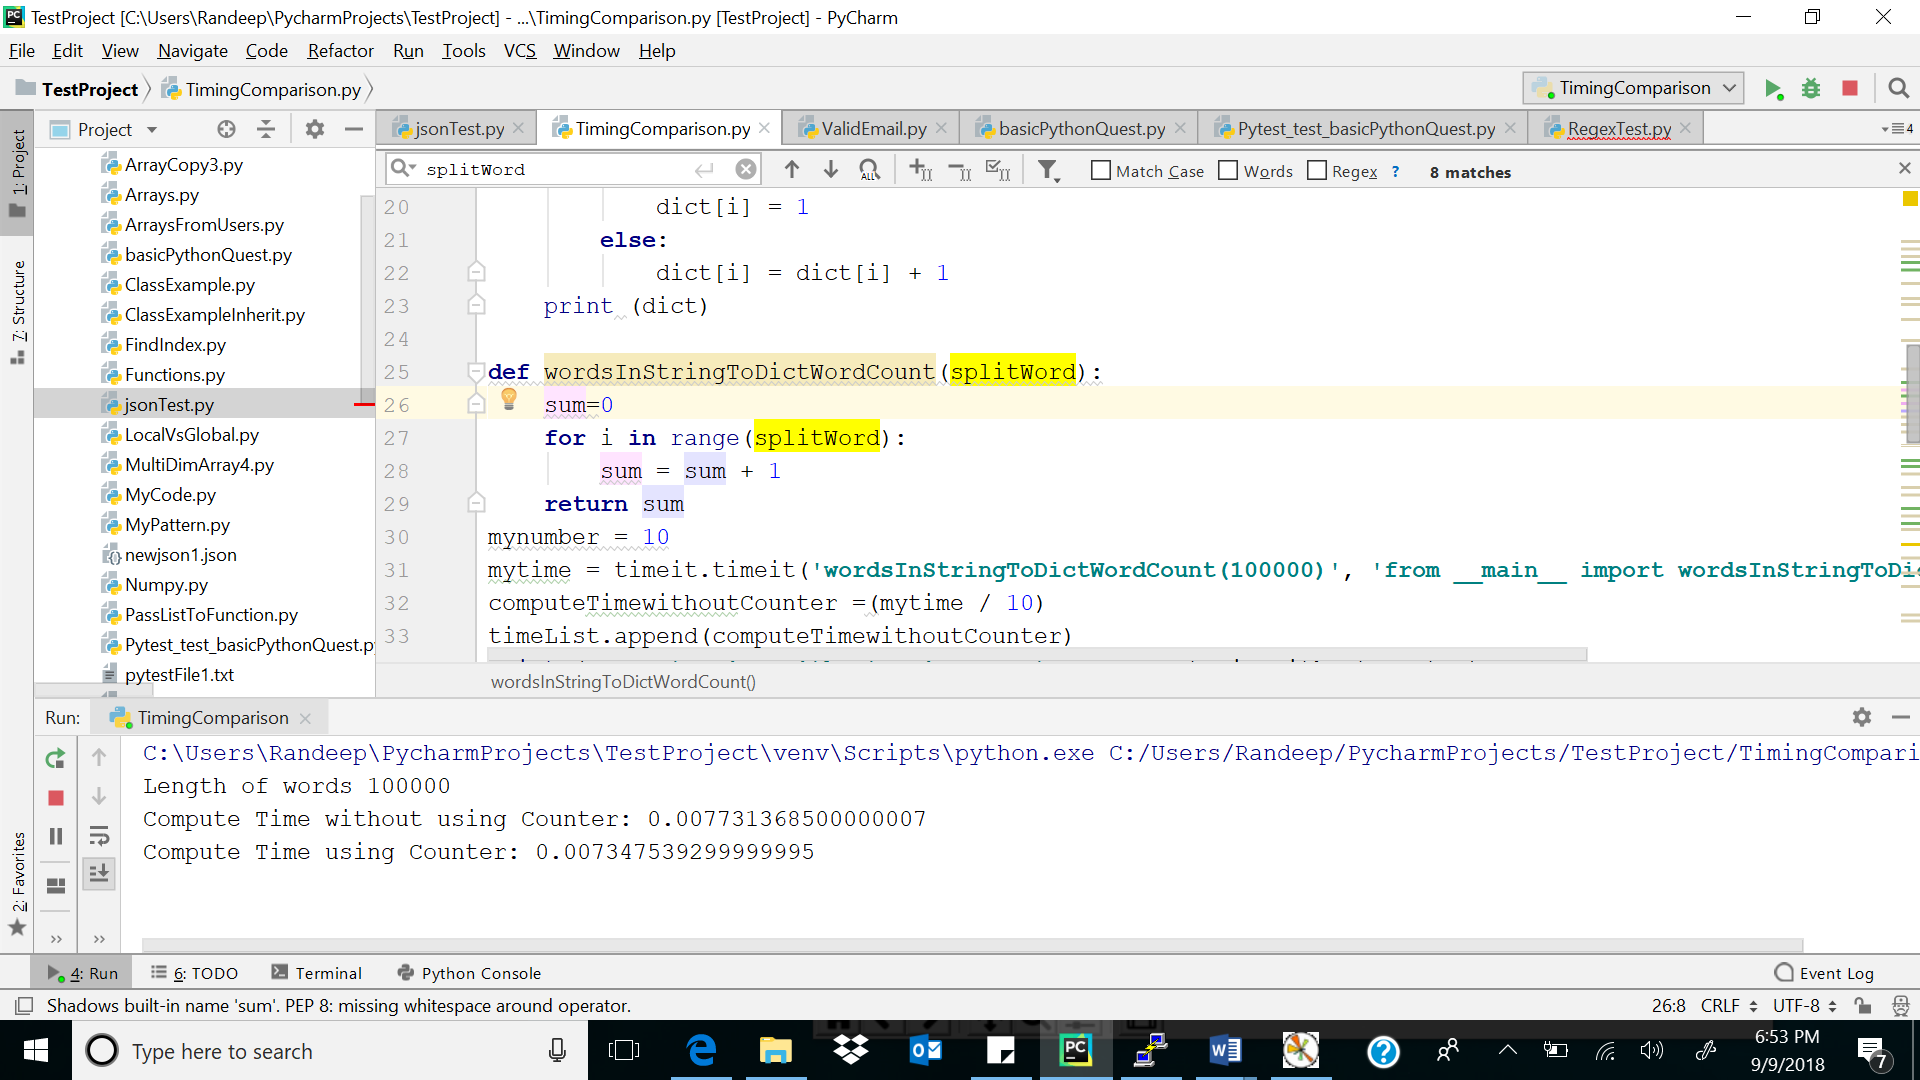 TestProject [C:\Users\Randeep\PycharmProjects\TestProject] - ...\TimingComparison.py [TestProject] - PyCharm
File Edit View Navigate Code Refactor Run Tools VCS Window Help
TestProject TimingComparison.py
TimingComparison
Project
jsonTest.py TimingComparison.py ValidEmail.py basicPythonQuest.py Pytest_test_basicPythonQuest.py RegexTest.py 4
splitWord Match Case Words Regex ? 8 matches
1: Project
7: Structure
2: Favorites
ArrayCopy3.py
Arrays.py
ArraysFromUsers.py
basicPythonQuest.py
ClassExample.py
ClassExampleInherit.py
FindIndex.py
Functions.py
jsonTest.py
LocalVsGlobal.py
MultiDimArray4.py
MyCode.py
MyPattern.py
newjson1.json
Numpy.py
PassListToFunction.py
Pytest_test_basicPythonQuest.p
pytestFile1.txt
20 dict[i] = 1
21 else:
22 dict[i] = dict[i] + 1
23 print (dict)
24
25 def wordsInStringToDictWordCount(splitWord):
26 sum=0
27 for i in range(splitWord):
28 sum = sum + 1
29 return sum
30 mynumber = 10
31 mytime = timeit.timeit('wordsInStringToDictWordCount(100000)', 'from __main__ import wordsInStringToDi
32 computeTimewithoutCounter =(mytime / 10)
33 timeList.append(computeTimewithoutCounter)
wordsInStringToDictWordCount()
Run: TimingComparison
C:\Users\Randeep\PycharmProjects\TestProject\venv\Scripts\python.exe C:/Users/Randeep/PycharmProjects/TestProject/TimingCompari
Length of words 100000
Compute Time without using Counter: 0.007731368500000007
Compute Time using Counter: 0.007347539299999995
4: Run 6: TODO Terminal Python Console Event Log
Shadows built-in name 'sum'. PEP 8: missing whitespace around operator. 26:8 CRLF UTF-8
Type here to search
6:53 PM
9/9/2018
7